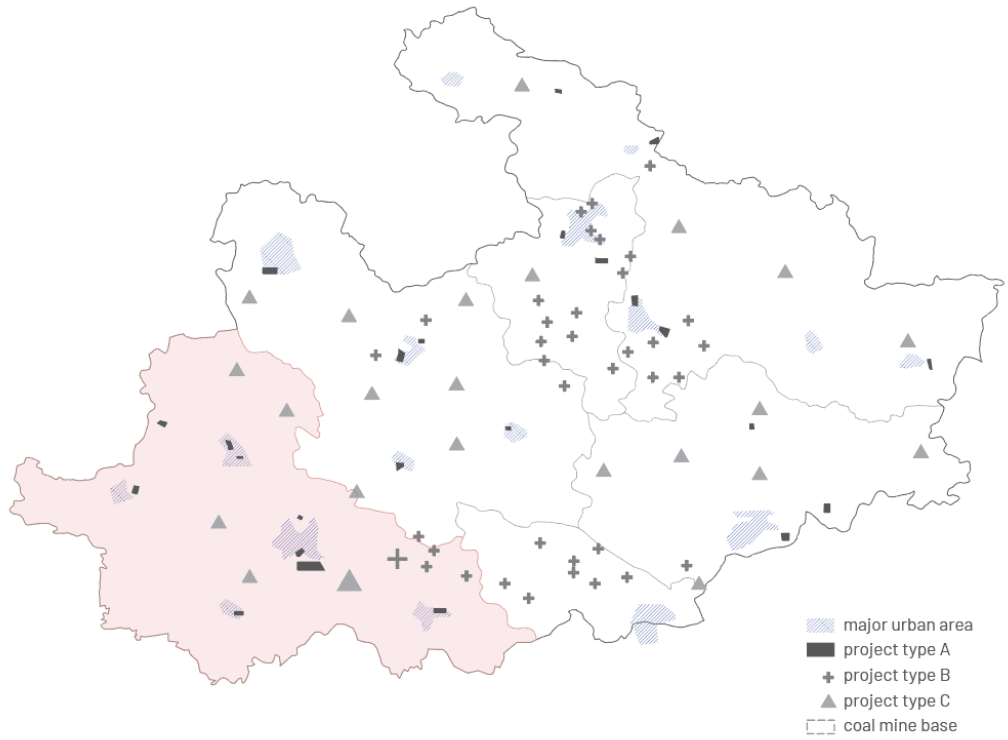 major urban area
project type A
project type B
project type C
coal mine base